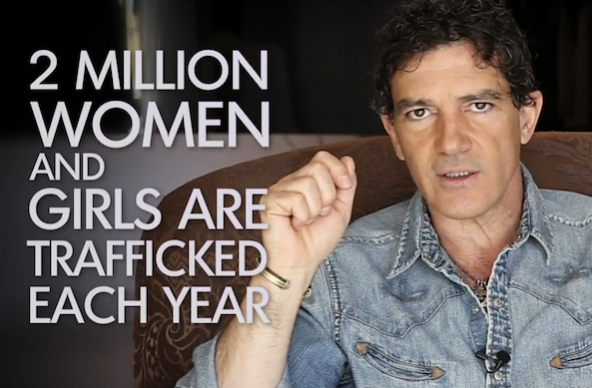 2 MILLION
WOMEN
AND
GIRLS ARE
TRAFFICKED
EACH YEAR